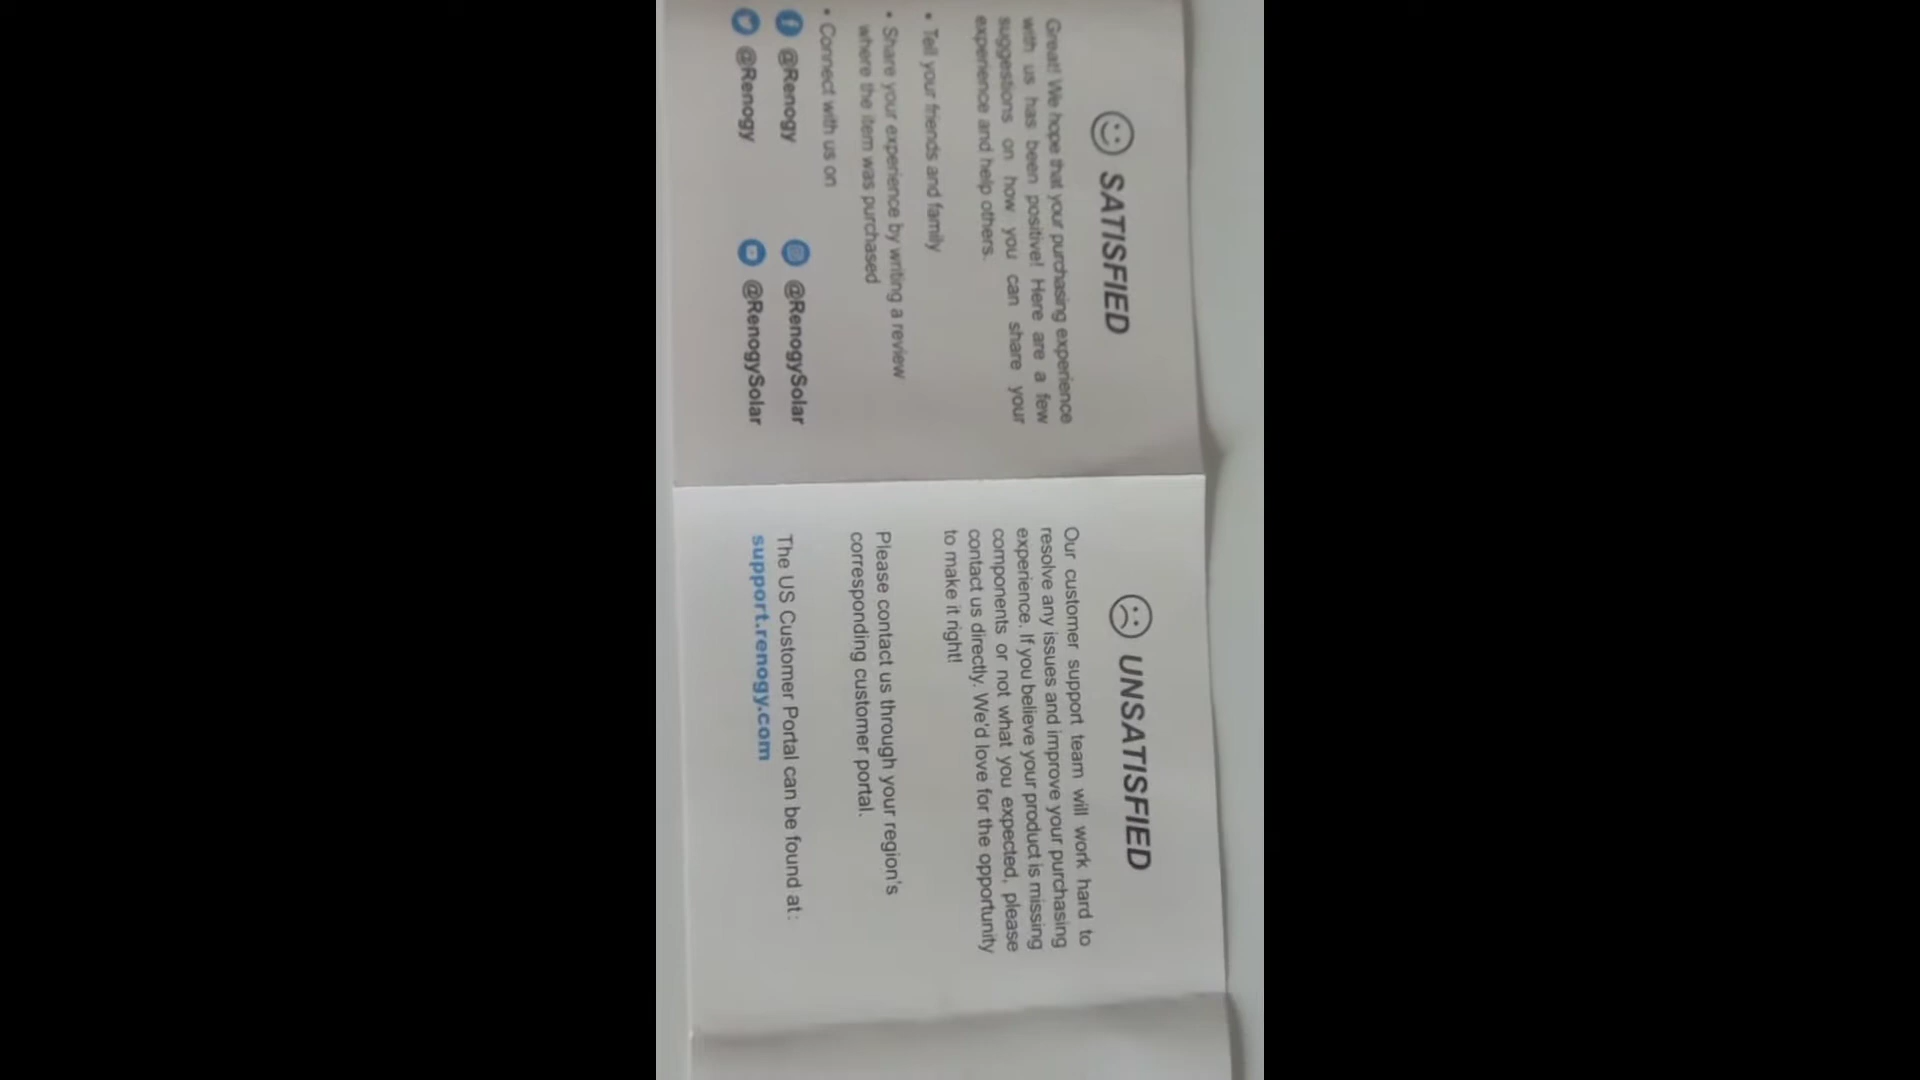 SATISFIED
Great! We hope that your purchasing experience
with us has been positive! Here are a few
suggestions on how you can share your
experience and help others.
• Tell your friends and family
• Share your experience by writing a review
where the item was purchased
• Connect with us on
@Renogy @RenogySolar
@Renogy @RenogySolar
UNSATISFIED
Our customer support team will work hard to
resolve any issues and improve your purchasing
experience. If you believe your product is missing
components or not what you expected, please
contact us directly. We'd love for the opportunity
to make it right!
Please contact us through your region's
corresponding customer portal.
The US Customer Portal can be found at:
support.renogy.com